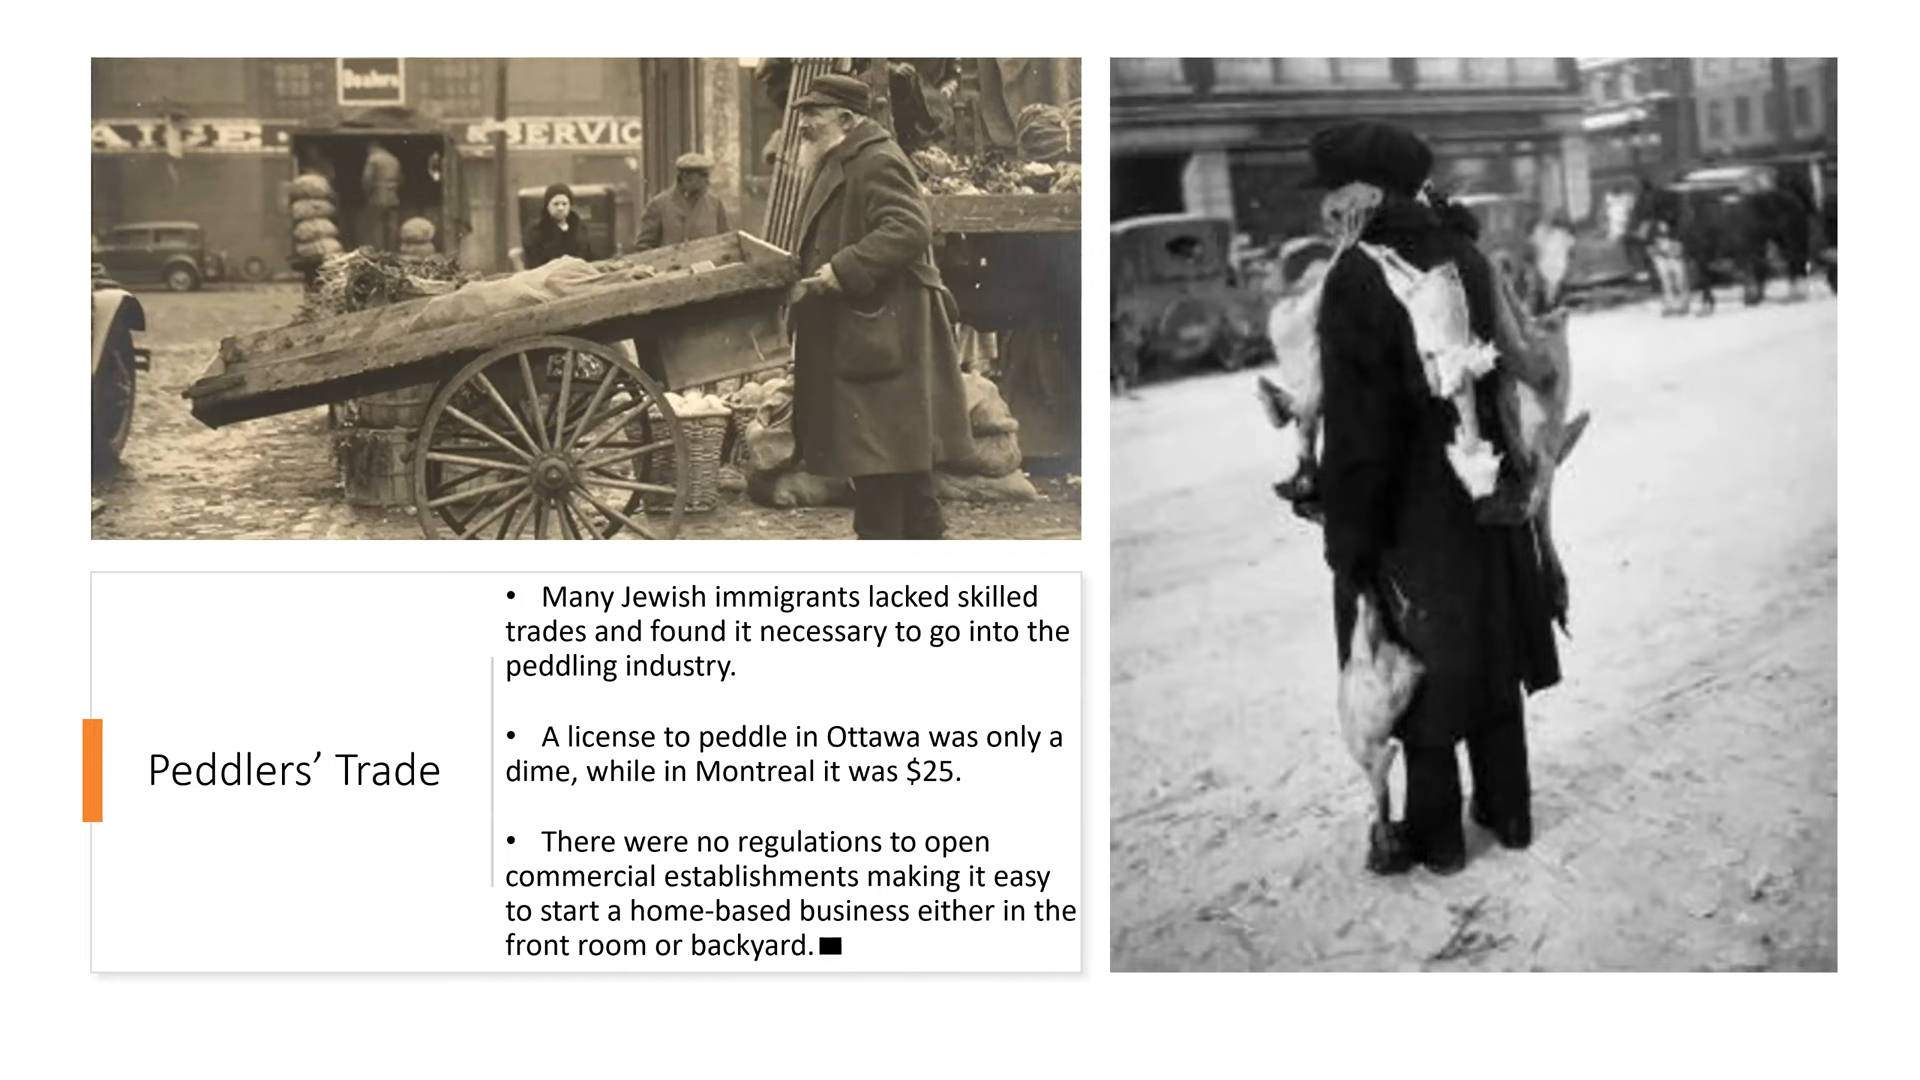 & SERVIC
Peddlers’ Trade
• Many Jewish immigrants lacked skilled
trades and found it necessary to go into the
peddling industry.
• A license to peddle in Ottawa was only a
dime, while in Montreal it was $25.
• There were no regulations to open
commercial establishments making it easy
to start a home-based business either in the
front room or backyard.